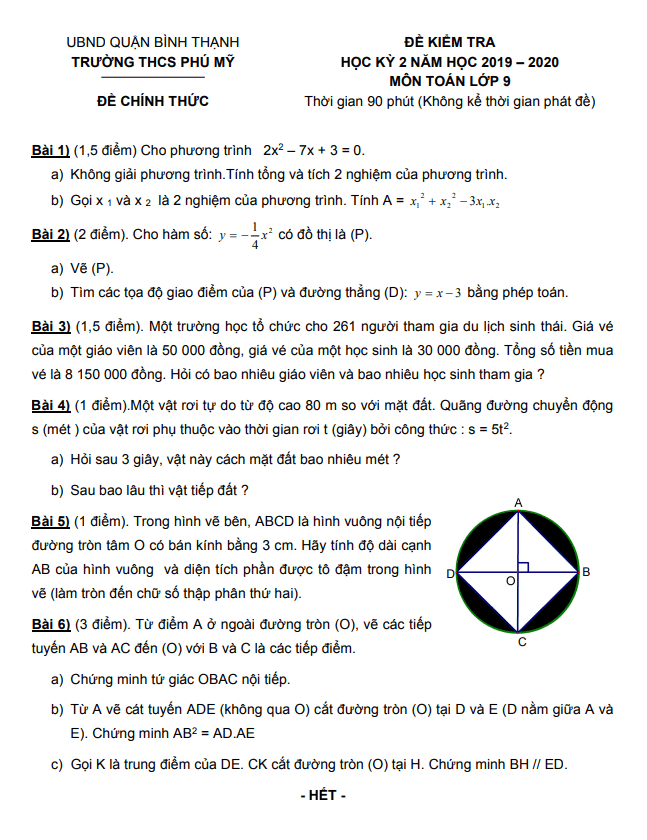 UBND QUẬN BÌNH THẠNH
TRƯỜNG THCS PHÚ MỸ
ĐỀ CHÍNH THỨC
ĐỀ KIỂM TRA
HỌC KỲ 2 NĂM HỌC 2019 – 2020
MÔN TOÁN LỚP 9
Thời gian 90 phút (Không kể thời gian phát đề)
Bài 1) (1,5 điểm) Cho phương trình 2x² – 7x + 3 = 0.
a) Không giải phương trình.Tính tổng và tích 2 nghiệm của phương trình.
b) Gọi x ₁ và x ₂ là 2 nghiệm của phương trình. Tính A = x₁² + x₂² − 3x₁.x₂
Bài 2) (2 điểm). Cho hàm số: y = −1/4 x² có đồ thị là (P).
a) Vẽ (P).
b) Tìm các tọa độ giao điểm của (P) và đường thẳng (D): y = x − 3 bằng phép toán.
Bài 3) (1,5 điểm). Một trường học tổ chức cho 261 người tham gia du lịch sinh thái. Giá vé
của một giáo viên là 50 000 đồng, giá vé của một học sinh là 30 000 đồng. Tổng số tiền mua
vé là 8 150 000 đồng. Hỏi có bao nhiêu giáo viên và bao nhiêu học sinh tham gia ?
Bài 4) (1 điểm).Một vật rơi tự do từ độ cao 80 m so với mặt đất. Quãng đường chuyển động
s (mét ) của vật rơi phụ thuộc vào thời gian rơi t (giây) bởi công thức : s = 5t².
a) Hỏi sau 3 giây, vật này cách mặt đất bao nhiêu mét ?
b) Sau bao lâu thì vật tiếp đất ?
Bài 5) (1 điểm). Trong hình vẽ bên, ABCD là hình vuông nội tiếp
đường tròn tâm O có bán kính bằng 3 cm. Hãy tính độ dài cạnh
AB của hình vuông và diện tích phần được tô đậm trong hình
vẽ (làm tròn đến chữ số thập phân thứ hai).
A
D
O
B
C
Bài 6) (3 điểm). Từ điểm A ở ngoài đường tròn (O), vẽ các tiếp
tuyến AB và AC đến (O) với B và C là các tiếp điểm.
a) Chứng minh tứ giác OBAC nội tiếp.
b) Từ A vẽ cát tuyến ADE (không qua O) cắt đường tròn (O) tại D và E (D nằm giữa A và
E). Chứng minh AB² = AD.AE
c) Gọi K là trung điểm của DE. CK cắt đường tròn (O) tại H. Chứng minh BH // ED.
- HẾT -